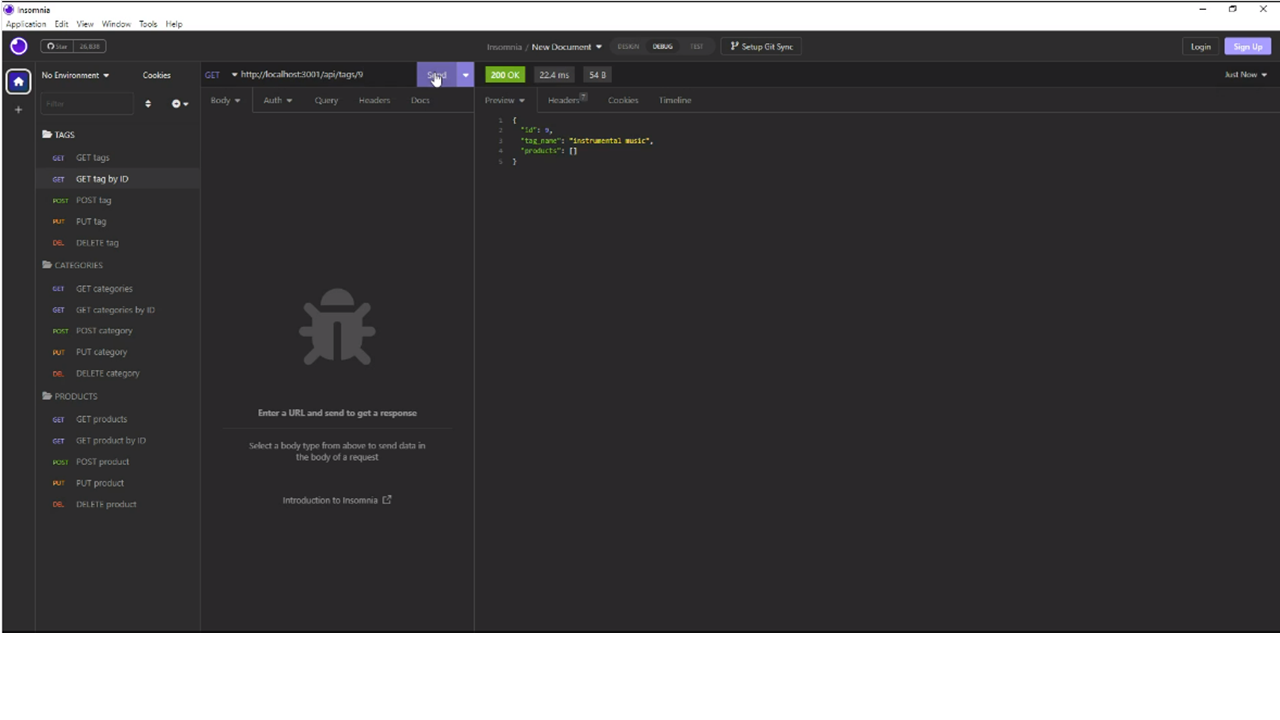 Insomnia
Application Edit View Window Tools Help
Star 26,838
Insomnia / New Document
DESIGN DEBUG TEST
Setup Git Sync
Login
Sign Up
No Environment
Cookies
GET http://localhost:3001/api/tags/9
Send
200 OK 22.4 ms 54 B
Just Now
Filter
Body Auth Query Headers Docs
Preview Headers Cookies Timeline
TAGS
GET GET tags
GET GET tag by ID
POST POST tag
PUT PUT tag
DEL DELETE tag
CATEGORIES
GET GET categories
GET GET categories by ID
POST POST category
PUT PUT category
DEL DELETE category
PRODUCTS
GET GET products
GET GET product by ID
POST POST product
PUT PUT product
DEL DELETE product
Enter a URL and send to get a response
Select a body type from above to send data in
the body of a request
Introduction to Insomnia
1 {
2 "id": 9,
3 "tag_name": "instrumental music",
4 "products": []
5 }